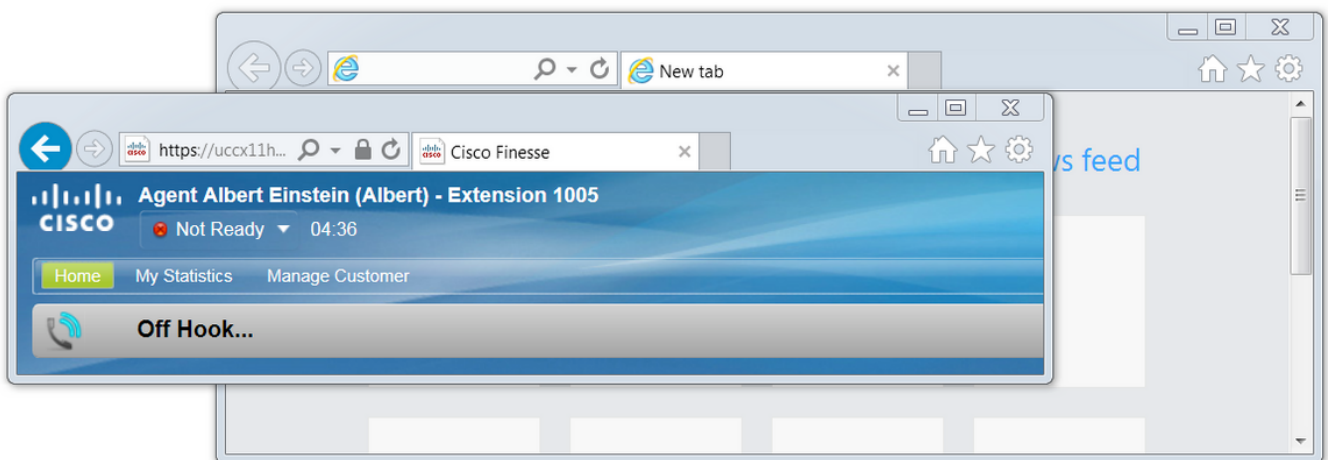 New tab
https://uccx11h...
Cisco Finesse
vs feed
Agent Albert Einstein (Albert) - Extension 1005
CISCO
Not Ready 04:36
Home My Statistics Manage Customer
Off Hook...